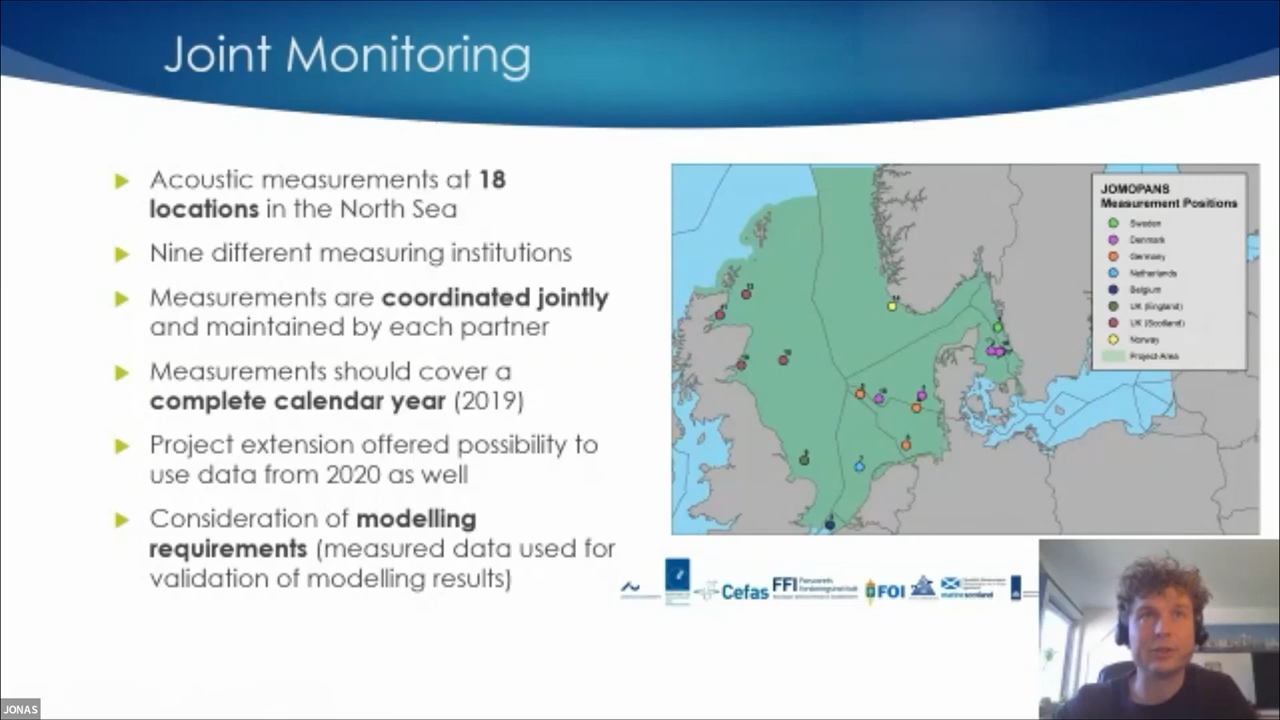 Joint Monitoring
Acoustic measurements at 18
locations in the North Sea
Nine different measuring institutions
Measurements are coordinated jointly
and maintained by each partner
Measurements should cover a
complete calendar year (2019)
Project extension offered possibility to
use data from 2020 as well
Consideration of modelling
requirements (measured data used for
validation of modelling results)
JOMOPANS
Measurement Positions
Sweden
Denmark
Germany
Netherlands
Belgium
UK (England)
UK (Scotland)
Norway
Project Area
Cefas
FFI
FOI
marinescotland
JONAS